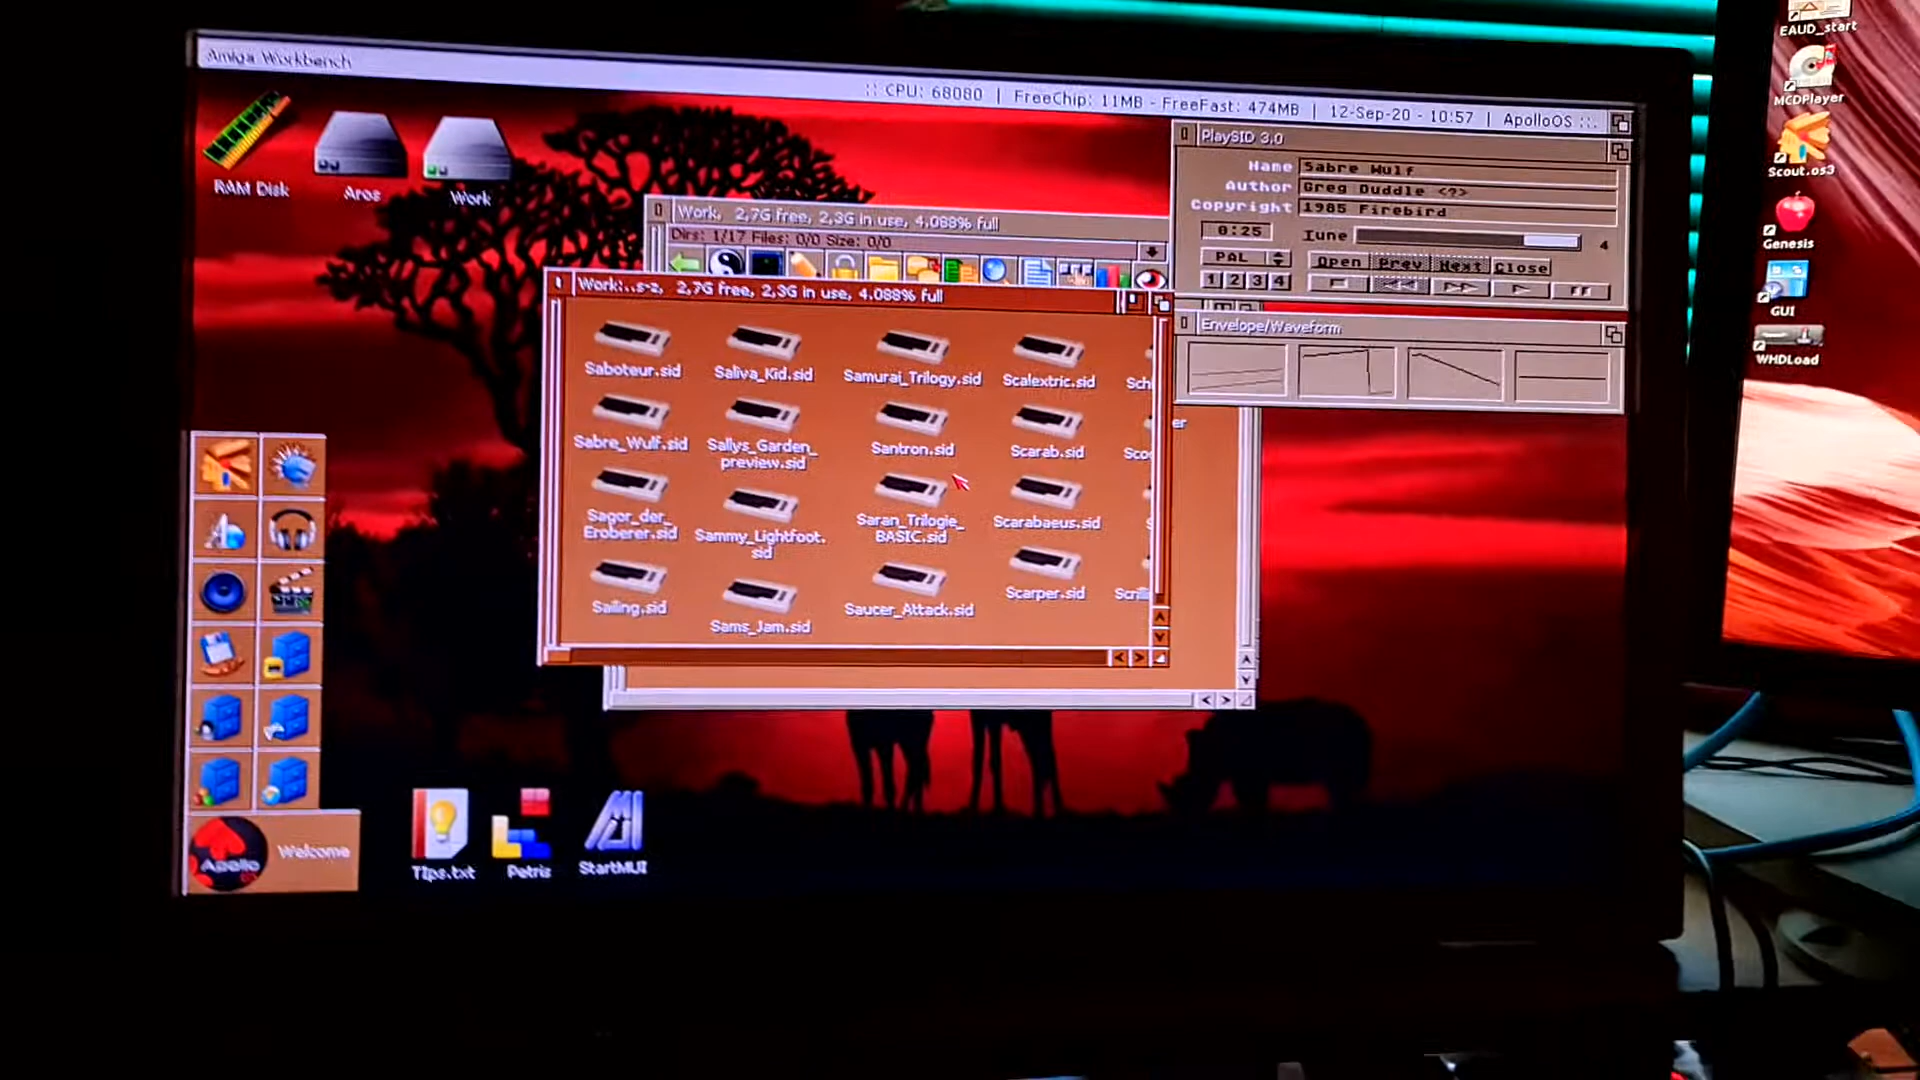 Amiga Workbench
:: CPU: 68080 | FreeChip: 11MB - FreeFast: 474MB | 12-Sep-20 - 10:57 | ApolloOS ::.
RAM Disk
Aros
Work
PlaySID 3.0
Name Sabre Wulf
Author Greg Duddle <?>
Copyright 1985 Firebird
0:25
Tune
4
PAL
Open Prev Next Close
1 2 3 4
Envelope/Waveform
Work, 2,7G free, 2,3G in use, 4.088% full
Dirs: 1/17 Files: 0/0 Size: 0/0
Work:..s-z, 2,7G free, 2,3G in use, 4.088% full
Saboteur.sid
Saliva_Kid.sid
Samurai_Trilogy.sid
Scalextric.sid
Sch
er
Sabre_Wulf.sid
Sallys_Garden_
preview.sid
Santron.sid
Scarab.sid
Sco
Sagor_der_
Eroberer.sid
Sammy_Lightfoot.
sid
Saran_Trilogie_
BASIC.sid
Scarabaeus.sid
S
Sailing.sid
Sams_Jam.sid
Saucer_Attack.sid
Scarper.sid
Apollo
Welcome
Tips.txt
Petris
StartMUI
EAUD_start
MCDPlayer
Scout.os3
Genesis
GUI
WHDLoad